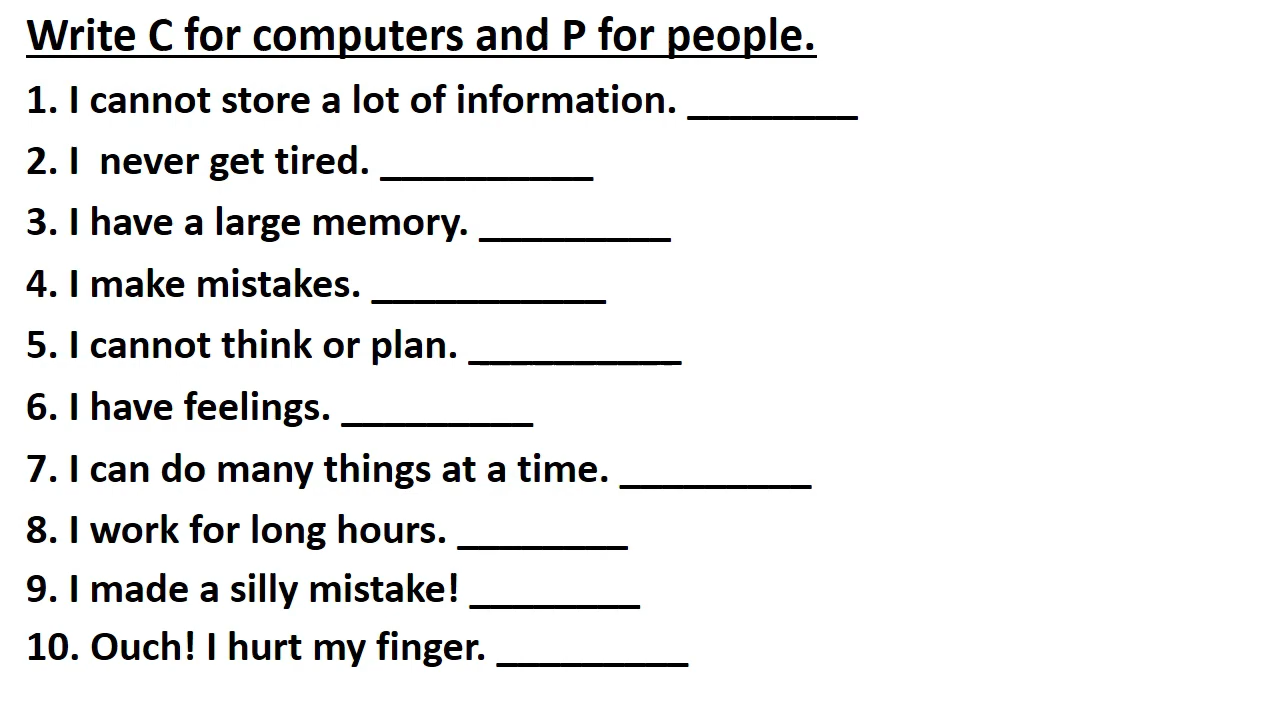 Write C for computers and P for people.
1. I cannot store a lot of information. ________
2. I  never get tired. __________
3. I have a large memory. _________
4. I make mistakes. ___________
5. I cannot think or plan. __________
6. I have feelings. _________
7. I can do many things at a time. _________
8. I work for long hours. ________
9. I made a silly mistake! ________
10. Ouch! I hurt my finger. _________